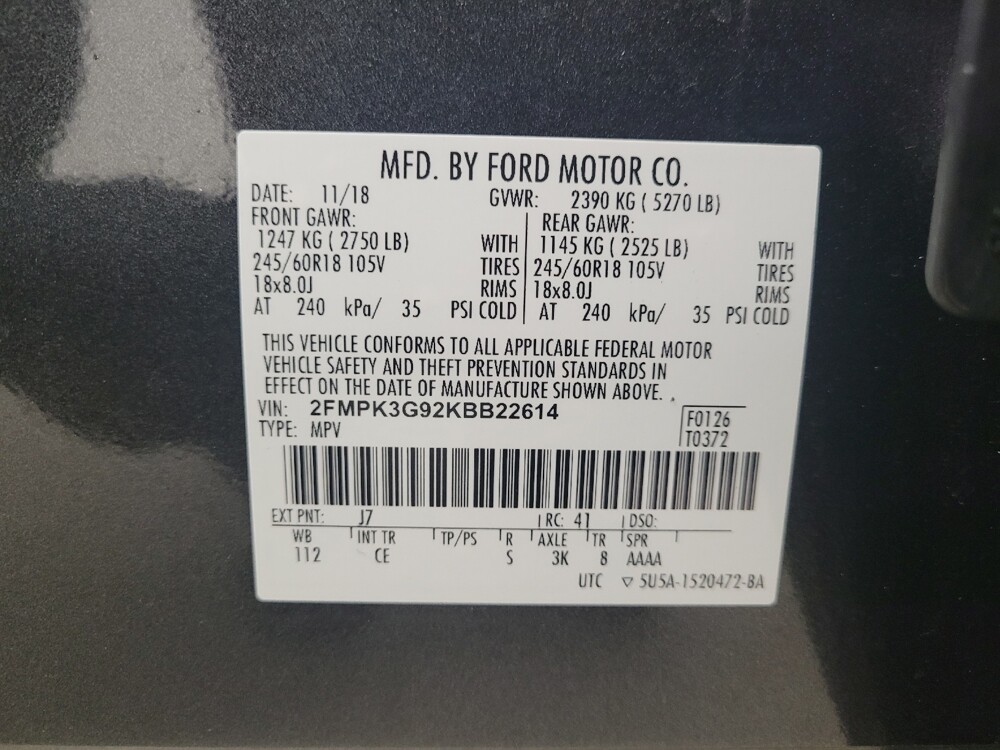 MFD. BY FORD MOTOR CO.
DATE: 11/18 GVWR: 2390 KG ( 5270 LB)
FRONT GAWR: REAR GAWR:
1247 KG ( 2750 LB) WITH 1145 KG ( 2525 LB) WITH
245/60R18 105V TIRES 245/60R18 105V TIRES
18x8.0J RIMS 18x8.0J RIMS
AT 240 kPa/ 35 PSI COLD AT 240 kPa/ 35 PSI COLD
THIS VEHICLE CONFORMS TO ALL APPLICABLE FEDERAL MOTOR
VEHICLE SAFETY AND THEFT PREVENTION STANDARDS IN
EFFECT ON THE DATE OF MANUFACTURE SHOWN ABOVE.
VIN: 2FMPK3G92KBB22614 F0126
TYPE: MPV T0372
EXT PNT: J7 RC: 41 DSO:
WB INT TR TP/PS R AXLE TR SPR
112 CE S 3K 8 AAAA
UTC ▽ 5U5A-1520472-BA